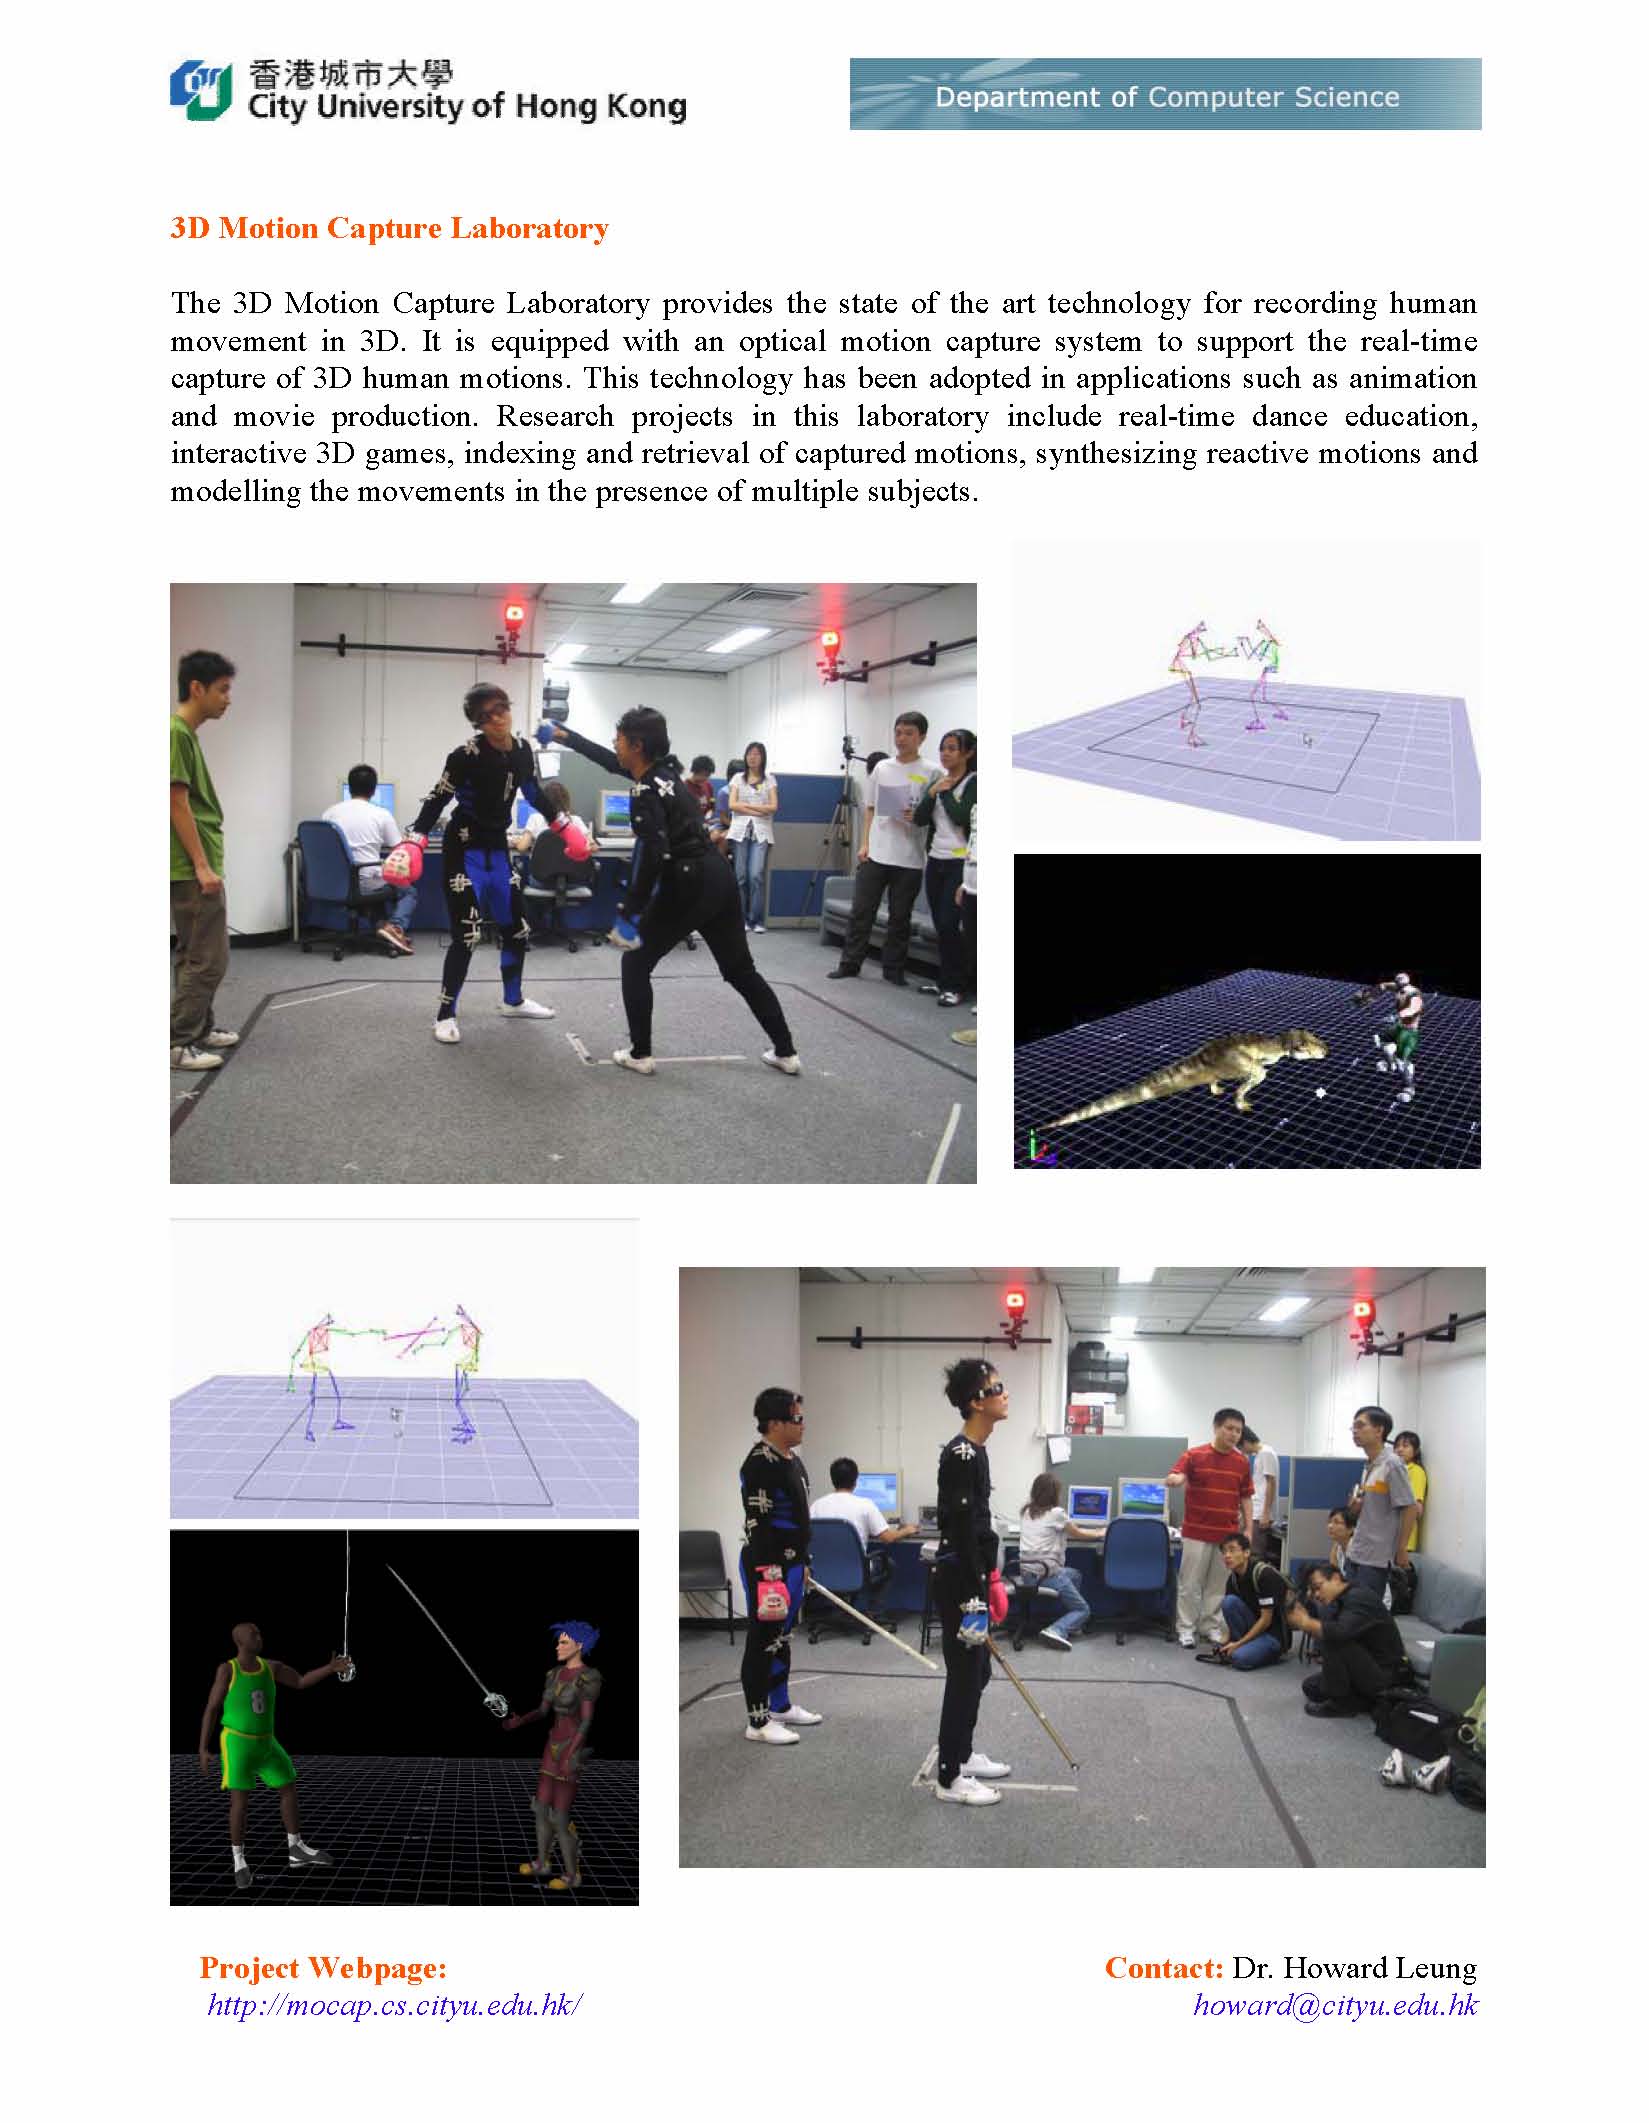 香港城市大學
City University of Hong Kong
Department of Computer Science
3D Motion Capture Laboratory
The 3D Motion Capture Laboratory provides the state of the art technology for recording human
movement in 3D. It is equipped with an optical motion capture system to support the real-time
capture of 3D human motions. This technology has been adopted in applications such as animation
and movie production. Research projects in this laboratory include real-time dance education,
interactive 3D games, indexing and retrieval of captured motions, synthesizing reactive motions and
modelling the movements in the presence of multiple subjects.
8
Project Webpage:
http://mocap.cs.cityu.edu.hk/
Contact: Dr. Howard Leung
howard@cityu.edu.hk